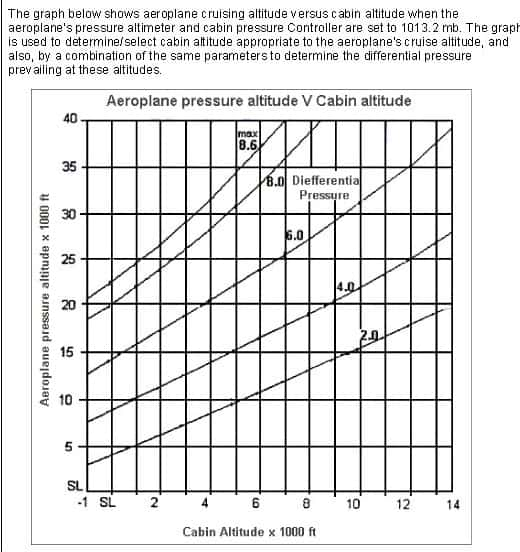 The graph below shows aeroplane cruising altitude versus cabin altitude when the
aeroplane's pressure altimeter and cabin pressure Controller are set to 1013.2 mb. The graph
is used to determine/select cabin altitude appropriate to the aeroplane's cruise altitude, and
also, by a combination of the same parameters to determine the differential pressure
prevailing at these altitudes.
Aeroplane pressure altitude V Cabin altitude
40
max
8.6
35
8.0 Diefferentia
Pressure
30
6.0
25
4.0
20
2.0
15
10
5
SL
Aeroplane pressure altitude x 1000 ft
-1 SL 2 4 6 8 10 12 14
Cabin Altitude x 1000 ft